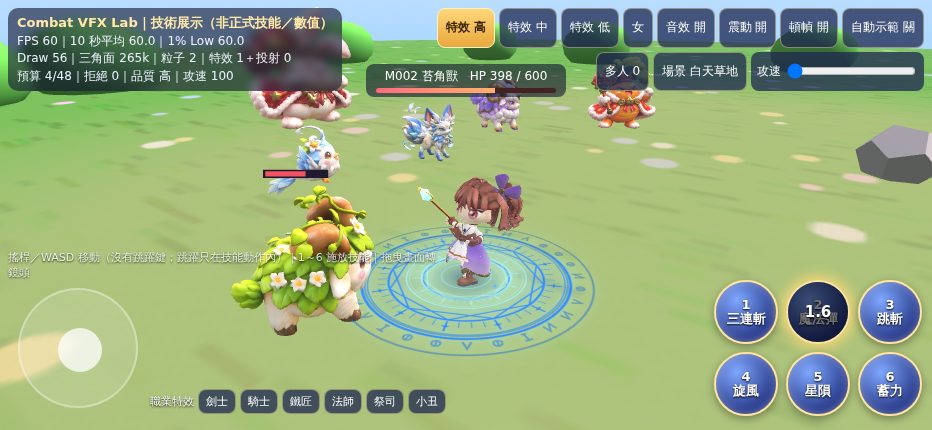 Combat VFX Lab｜技術展示（非正式技能／數值）
FPS 60｜10 秒平均 60.0｜1% Low 60.0
Draw 56｜三角面 265k｜粒子 2｜特效 1＋投射 0
預算 4/48｜拒絕 0｜品質 高｜攻速 100
特效 高
特效 中
特效 低
女
音效 開
震動 開
頓幀 開
自動示範 關
多人 0
場景 白天草地
攻速
M002 苔角獸 HP 398 / 600
搖桿／WASD 移動（沒有跳躍鍵；跳躍只在技能動作內）｜1～6 施放技能｜拖曳畫面轉
鏡頭
1
三連斬
2
魔法彈
1.6
3
跳斬
4
旋風
5
星隕
6
蓄力
職業特效
劍士
騎士
鐵匠
法師
祭司
小丑